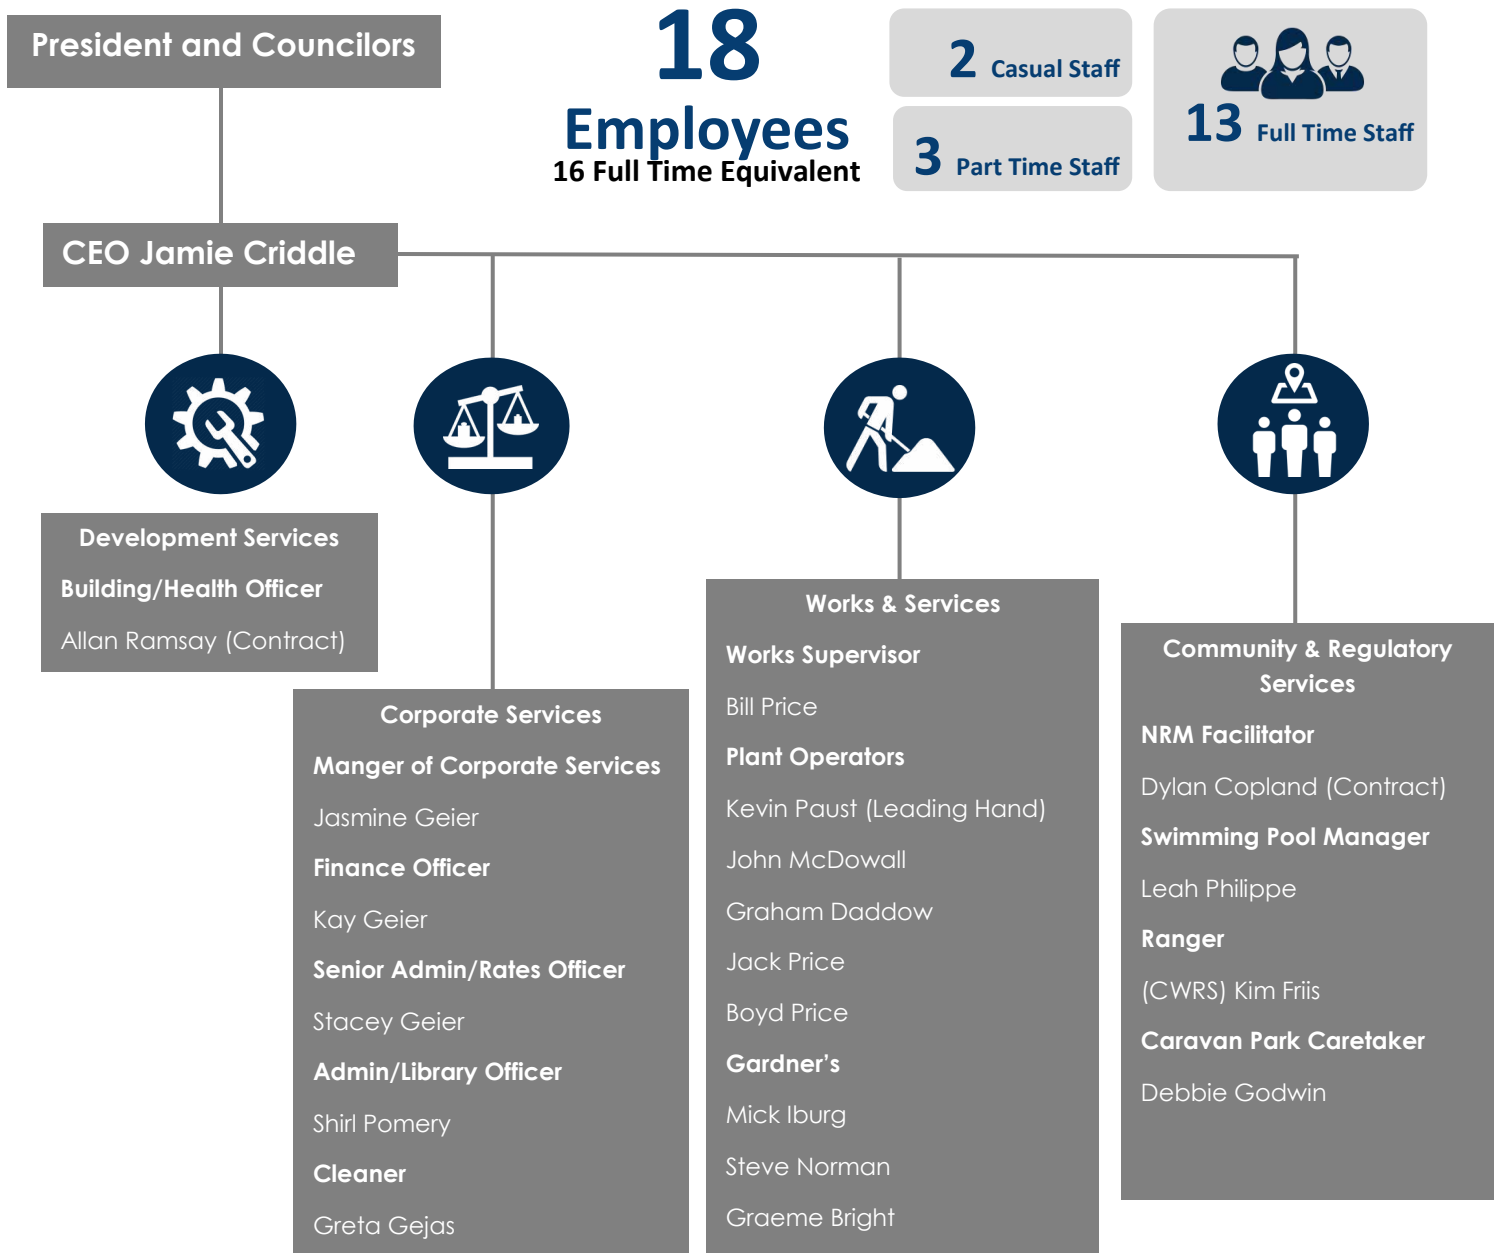 President and Councilors
18
Employees
16 Full Time Equivalent
2 Casual Staff
3 Part Time Staff
13 Full Time Staff
CEO Jamie Criddle
Development Services
Building/Health Officer
Allan Ramsay (Contract)
Corporate Services
Manger of Corporate Services
Jasmine Geier
Finance Officer
Kay Geier
Senior Admin/Rates Officer
Stacey Geier
Admin/Library Officer
Shirl Pomery
Cleaner
Greta Gejas
Works & Services
Works Supervisor
Bill Price
Plant Operators
Kevin Paust (Leading Hand)
John McDowall
Graham Daddow
Jack Price
Boyd Price
Gardner’s
Mick Iburg
Steve Norman
Graeme Bright
Community & Regulatory
Services
NRM Facilitator
Dylan Copland (Contract)
Swimming Pool Manager
Leah Philippe
Ranger
(CWRS) Kim Friis
Caravan Park Caretaker
Debbie Godwin